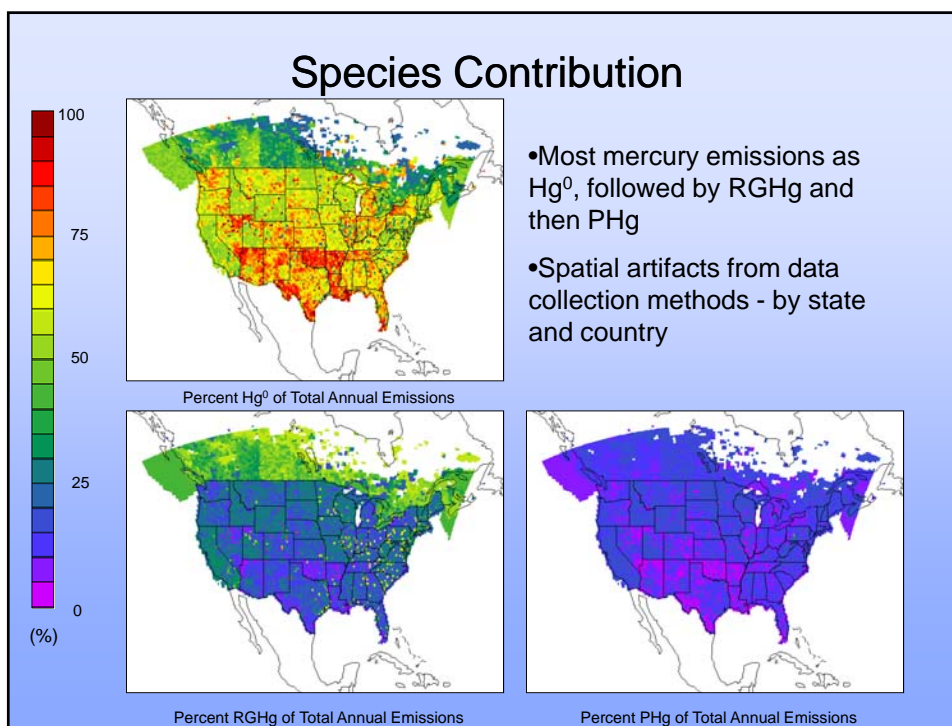 Species Contribution
100
75
50
25
0
(%)
Percent Hg⁰ of Total Annual Emissions
•Most mercury emissions as
Hg⁰, followed by RGHg and
then PHg
•Spatial artifacts from data
collection methods - by state
and country
Percent RGHg of Total Annual Emissions
Percent PHg of Total Annual Emissions